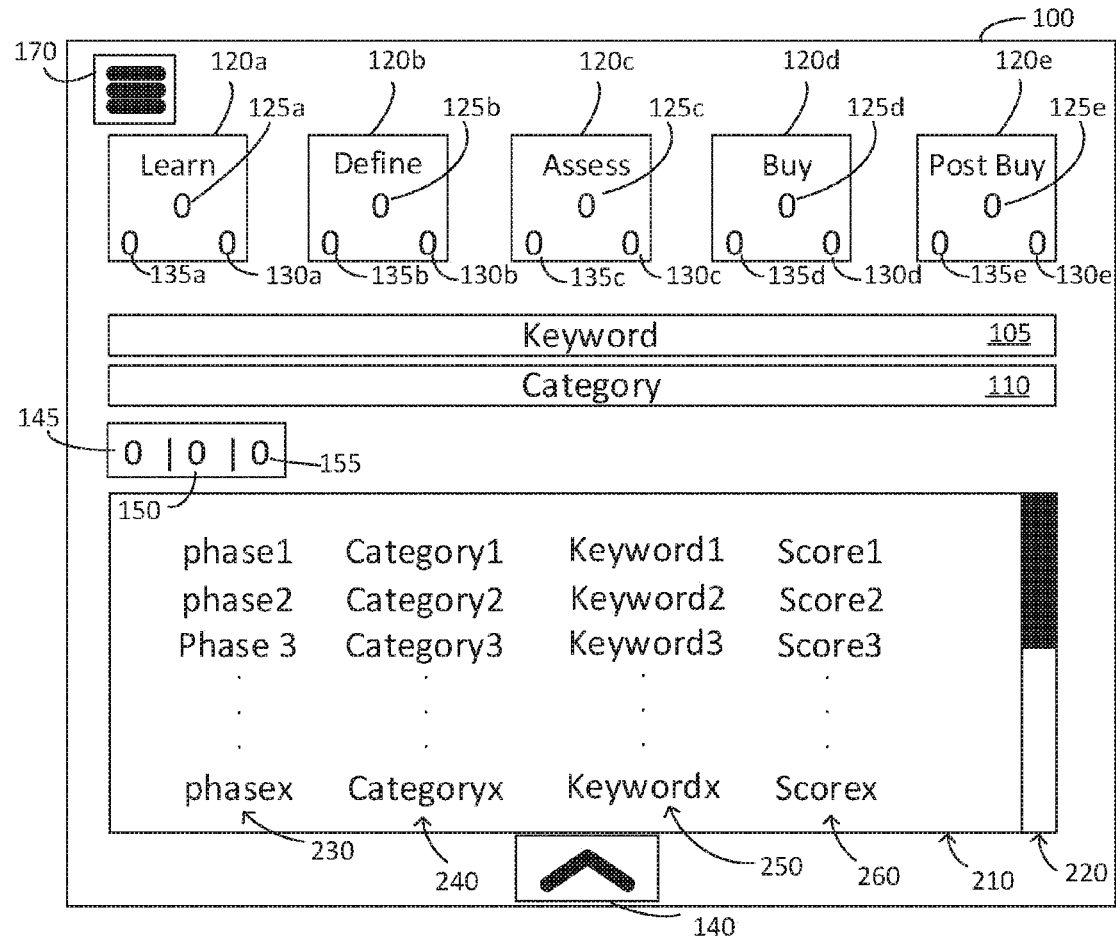 100
170 120a 120b 120c 120d 120e
125a 125b 125c 125d 125e
Learn Define Assess Buy Post Buy
0 0 0 0 0
0 0 0 0 0 0 0 0 0 0
135a 130a 135b 130b 135c 130c 135d 130d 135e 130e
Keyword 105
Category 110
145
0 | 0 | 0 155
150
phase1 Category1 Keyword1 Score1
phase2 Category2 Keyword2 Score2
Phase 3 Category3 Keyword3 Score3
. . . .
. . . .
. . . .
phasex Categoryx Keywordx Scorex
230 240 250 260 210 220
140